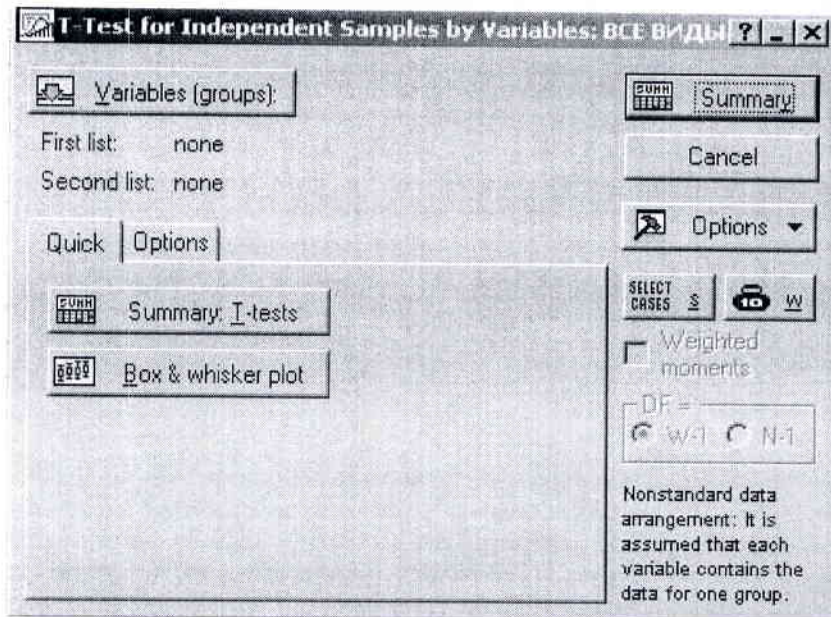 T-Test for Independent Samples by Variables: ВСЕ ВИДЫ
Variables (groups):
First list: none
Second list: none
Quick Options
SUMM Summary: T-tests
Box & whisker plot
SUMM Summary
Cancel
Options
SELECT CASES S W
Weighted moments
DF =
W-1 N-1
Nonstandard data
arrangement: It is
assumed that each
variable contains the
data for one group.